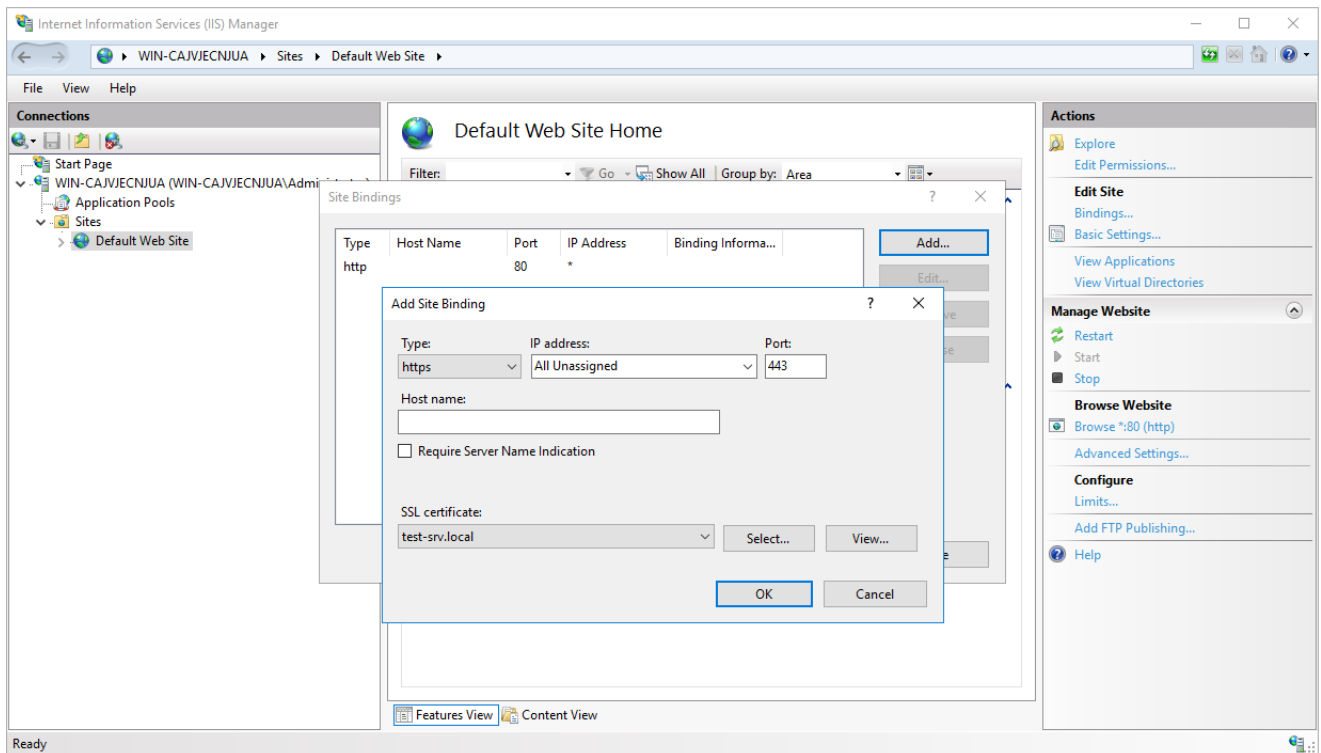 Internet Information Services (IIS) Manager
WIN-CAJVJECNJUA Sites Default Web Site
File View Help
Connections
Start Page
WIN-CAJVJECNJUA (WIN-CAJVJECNJUA\Admi
Application Pools
Sites
Default Web Site
Default Web Site Home
Filter: Go Show All Group by: Area
Site Bindings ?
Type Host Name Port IP Address Binding Informa...
http 80 *
Add...
Edit...
Add Site Binding ?
Type: IP address: Port:
https All Unassigned 443
Host name:
Require Server Name Indication
SSL certificate:
test-srv.local Select... View...
OK Cancel
Features View Content View
Actions
Explore
Edit Permissions...
Edit Site
Bindings...
Basic Settings...
View Applications
View Virtual Directories
Manage Website
Restart
Start
Stop
Browse Website
Browse *:80 (http)
Advanced Settings...
Configure
Limits...
Add FTP Publishing...
Help
Ready